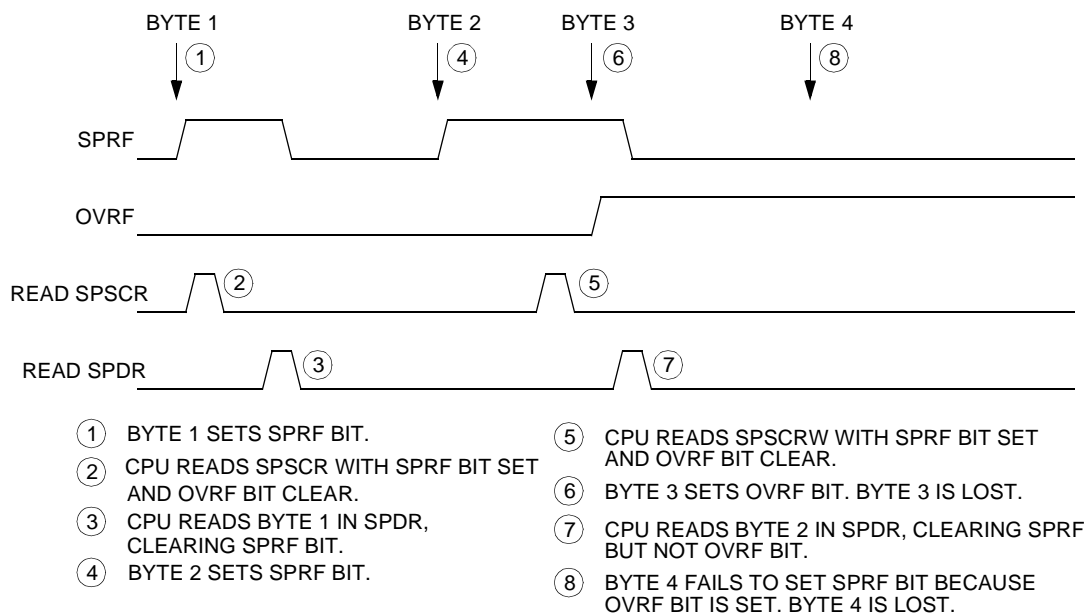 BYTE 1
BYTE 2
BYTE 3
BYTE 4
1
4
6
8
SPRF
OVRF
READ SPSCR
2
5
READ SPDR
3
7
1 BYTE 1 SETS SPRF BIT.
2 CPU READS SPSCR WITH SPRF BIT SET
AND OVRF BIT CLEAR.
3 CPU READS BYTE 1 IN SPDR,
CLEARING SPRF BIT.
4 BYTE 2 SETS SPRF BIT.
5 CPU READS SPSCRW WITH SPRF BIT SET
AND OVRF BIT CLEAR.
6 BYTE 3 SETS OVRF BIT. BYTE 3 IS LOST.
7 CPU READS BYTE 2 IN SPDR, CLEARING SPRF
BUT NOT OVRF BIT.
8 BYTE 4 FAILS TO SET SPRF BIT BECAUSE
OVRF BIT IS SET. BYTE 4 IS LOST.